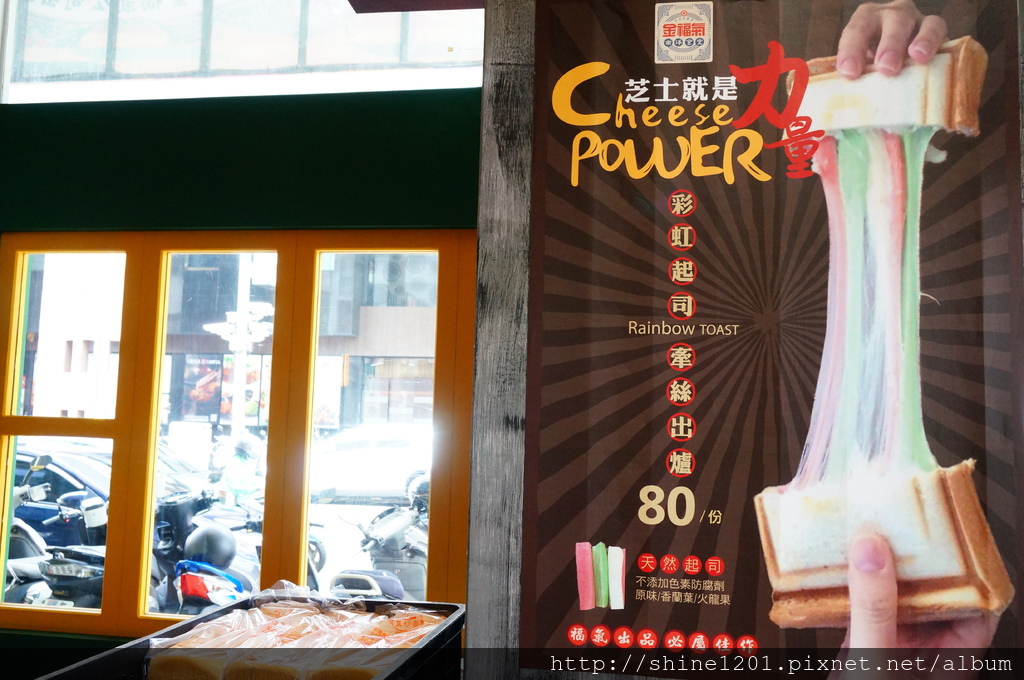 金福氣
芝士就是力量
Cheese
POWER
彩虹起司
Rainbow TOAST
牽絲出爐
80/份
天然起司
不添加色素防腐劑
原味/香蘭葉/火龍果
福氣出品必屬佳作
http://shine1201.pixnet.net/album